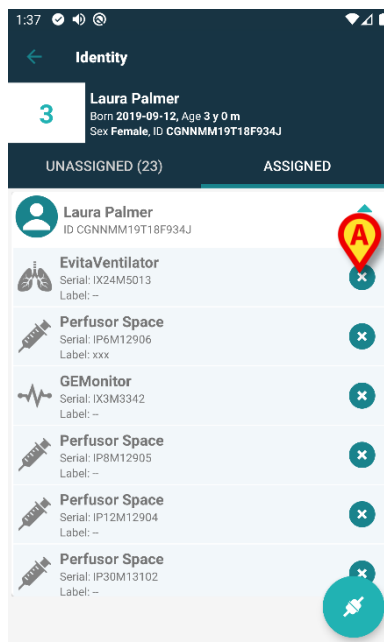 1:37
Identity
3
Laura Palmer
Born 2019-09-12, Age 3 y 0 m
Sex Female, ID CGNNMM19T18F934J
UNASSIGNED (23)
ASSIGNED
Laura Palmer
ID CGNNMM19T18F934J
A
EvitaVentilator
Serial: IX24M5013
Label: --
Perfusor Space
Serial: IP6M12906
Label: xxx
GEMonitor
Serial: IX3M3342
Label: --
Perfusor Space
Serial: IP8M12905
Label: --
Perfusor Space
Serial: IP12M12904
Label: --
Perfusor Space
Serial: IP30M13102
Label: --